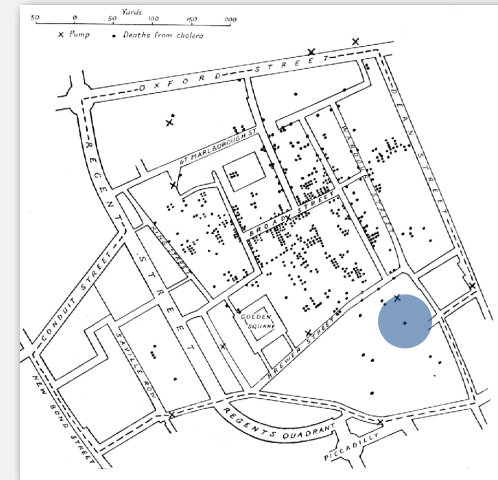 Yards
50 0 50 100 150 200
× Pump • Deaths from cholera
OXFORD STREET
GT MARLBOROUGH ST
DEAN STREET
REGENT STREET
BROAD STREET
CONDUIT STREET
GOLDEN
SQUARE
BREWER STREET
SAVILLE ROW
NEW BOND STREET
REGENTS QUADRANT
PICCADILLY